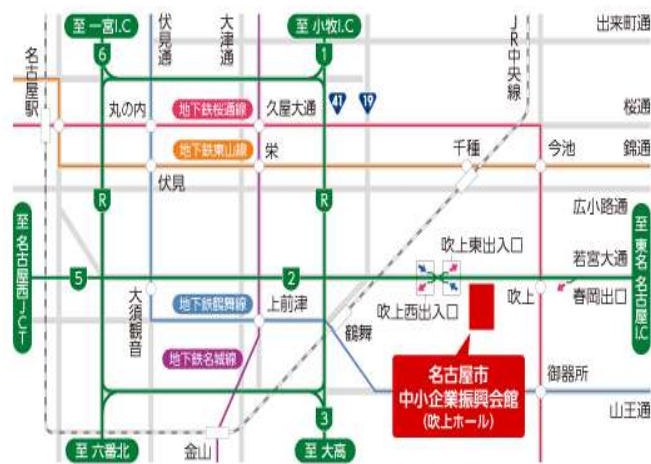 至 一宮I.C
伏見通
大津通
至 小牧I.C
JR中央線
出来町通
名古屋駅
6
1
丸の内
地下鉄桜通線
久屋大通
41
19
桜通
地下鉄東山線
栄
千種
今池
錦通
伏見
R
R
広小路通
至 名古屋西JCT
吹上東出入口
若宮大通
至 東名 名古屋I.C
5
2
大須観音
地下鉄鶴舞線
上前津
吹上西出入口
吹上
春岡出口
鶴舞
地下鉄名城線
名古屋市
中小企業振興会館
(吹上ホール)
御器所
山王通
3
至 六番北
金山
至 大高